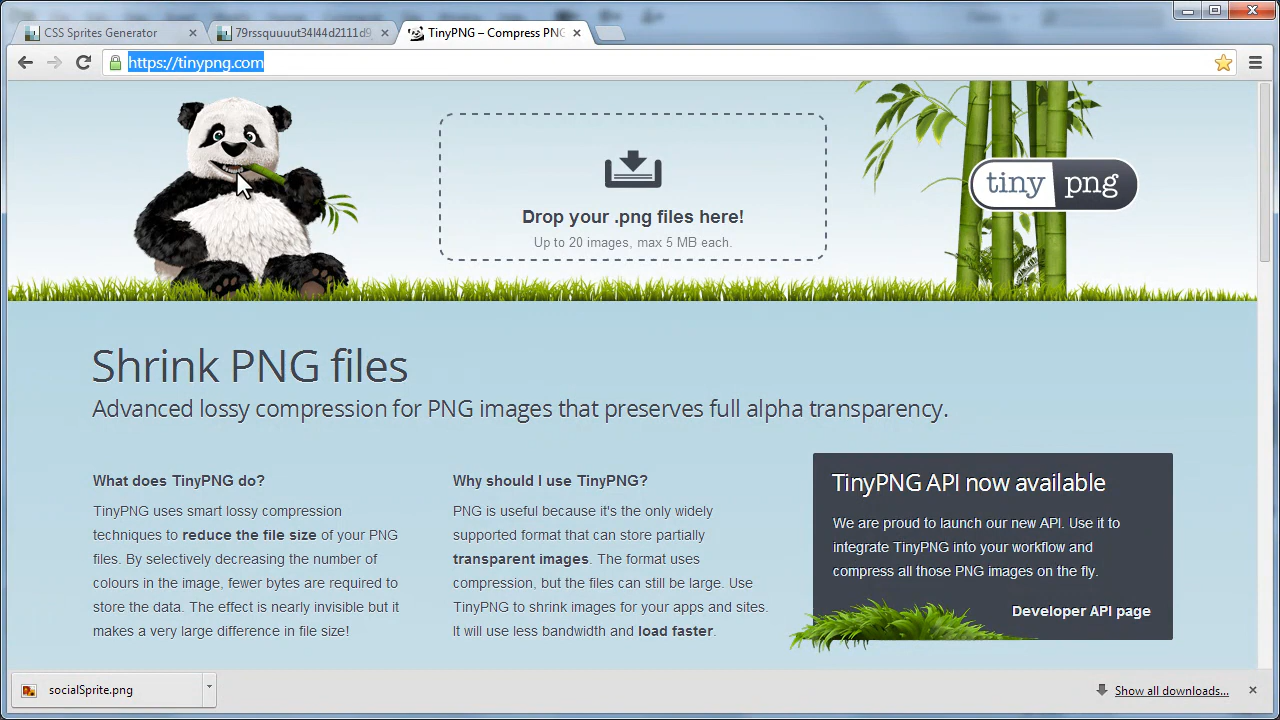 CSS Sprites Generator
79rssquuuut34l44d2111d9
TinyPNG – Compress PNG
https://tinypng.com
Drop your .png files here!
Up to 20 images, max 5 MB each.
tiny png
Shrink PNG files
Advanced lossy compression for PNG images that preserves full alpha transparency.
What does TinyPNG do?
TinyPNG uses smart lossy compression
techniques to reduce the file size of your PNG
files. By selectively decreasing the number of
colours in the image, fewer bytes are required to
store the data. The effect is nearly invisible but it
makes a very large difference in file size!
Why should I use TinyPNG?
PNG is useful because it's the only widely
supported format that can store partially
transparent images. The format uses
compression, but the files can still be large. Use
TinyPNG to shrink images for your apps and sites.
It will use less bandwidth and load faster.
TinyPNG API now available
We are proud to launch our new API. Use it to
integrate TinyPNG into your workflow and
compress all those PNG images on the fly.
Developer API page
socialSprite.png
Show all downloads...